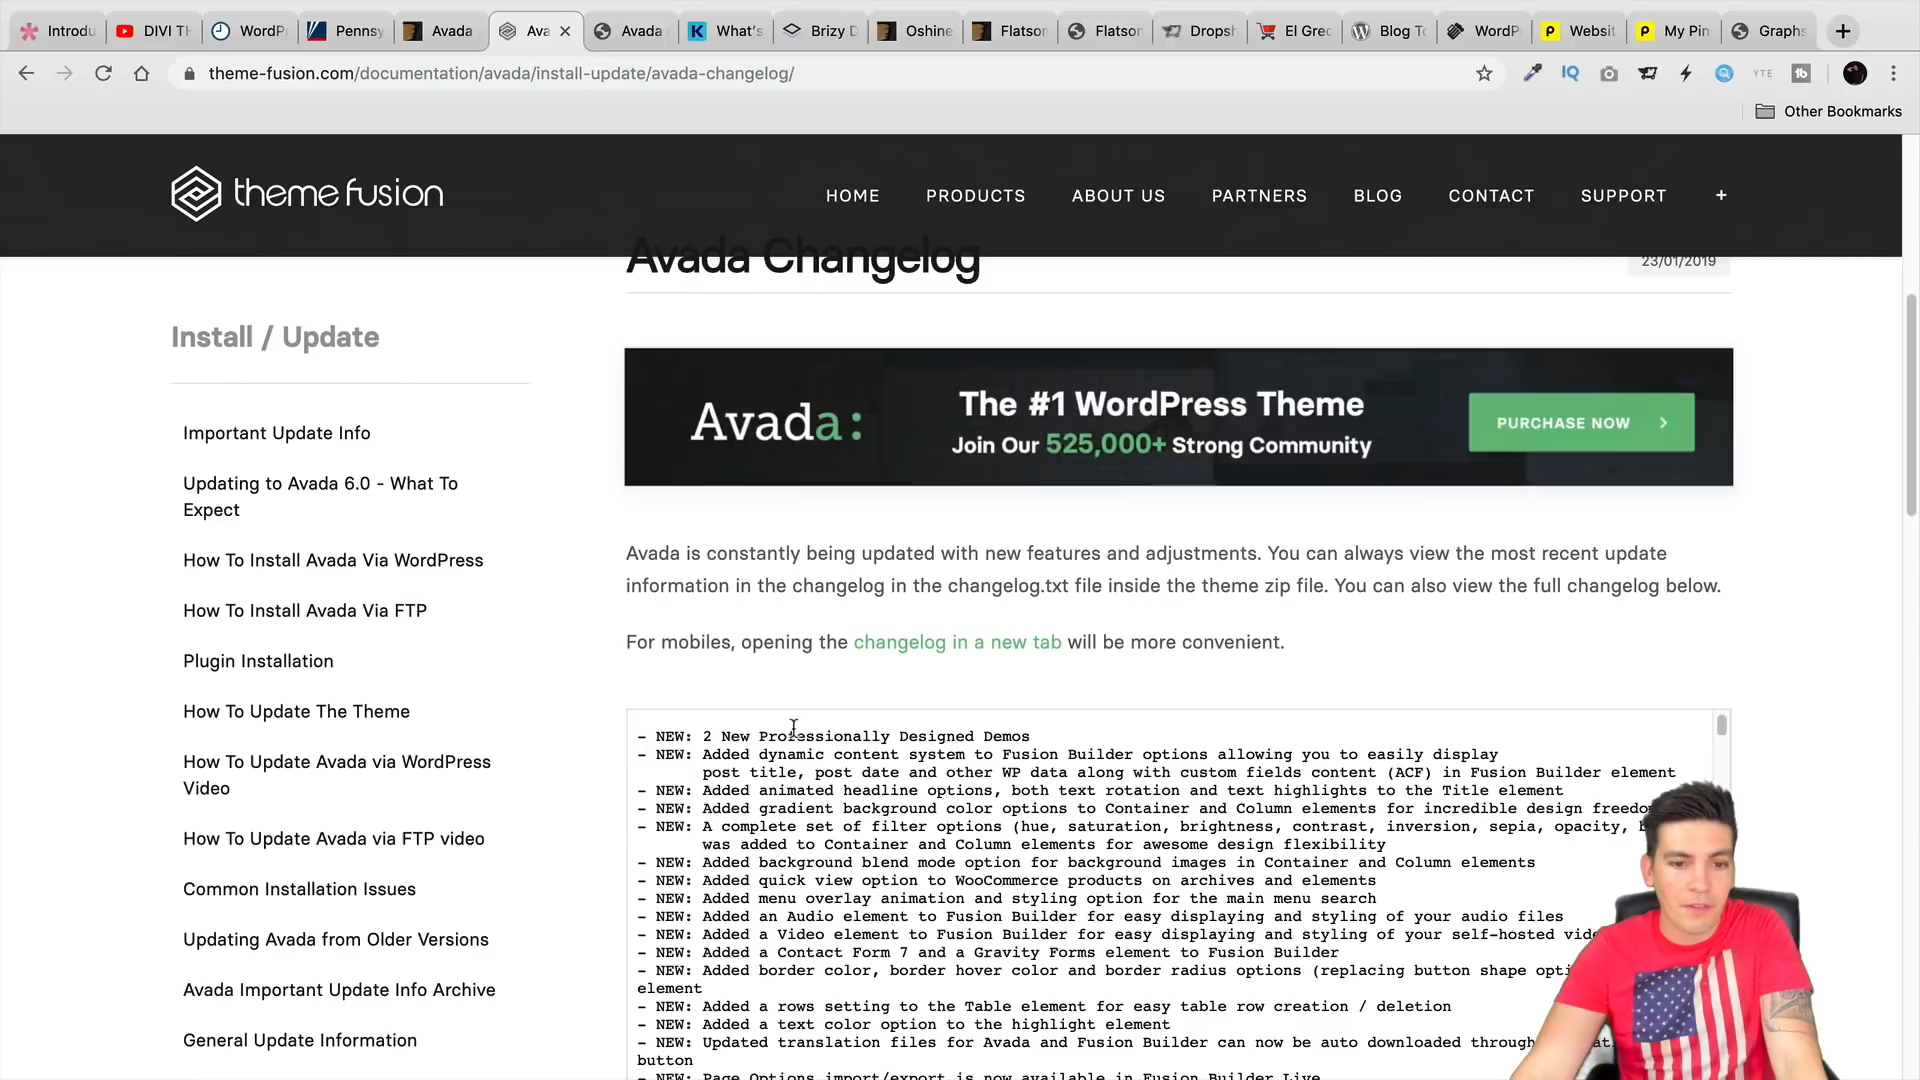 Introdu
DIVI TH
WordP
Pennsy
Avada
Ava
Avada
K
What's
Brizy D
Oshine
Flatsor
Flatsor
Dropsh
El Grec
Blog To
WordP
Websit
My Pin
Graphs
theme-fusion.com/documentation/avada/install-update/avada-changelog/
IQ
YTE
Other Bookmarks
theme fusion
HOME
PRODUCTS
ABOUT US
PARTNERS
BLOG
CONTACT
SUPPORT
+
Avada Changelog
23/01/2019
Install / Update
Important Update Info
Updating to Avada 6.0 - What To
Expect
How To Install Avada Via WordPress
How To Install Avada Via FTP
Plugin Installation
How To Update The Theme
How To Update Avada via WordPress
Video
How To Update Avada via FTP video
Common Installation Issues
Updating Avada from Older Versions
Avada Important Update Info Archive
General Update Information
Avada:
The #1 WordPress Theme
Join Our 525,000+ Strong Community
PURCHASE NOW
Avada is constantly being updated with new features and adjustments. You can always view the most recent update
information in the changelog in the changelog.txt file inside the theme zip file. You can also view the full changelog below.
For mobiles, opening the changelog in a new tab will be more convenient.
- NEW: 2 New Professionally Designed Demos
- NEW: Added dynamic content system to Fusion Builder options allowing you to easily display
post title, post date and other WP data along with custom fields content (ACF) in Fusion Builder element
- NEW: Added animated headline options, both text rotation and text highlights to the Title element
- NEW: Added gradient background color options to Container and Column elements for incredible design freedo
- NEW: A complete set of filter options (hue, saturation, brightness, contrast, inversion, sepia, opacity,
was added to Container and Column elements for awesome design flexibility
- NEW: Added background blend mode option for background images in Container and Column elements
- NEW: Added quick view option to WooCommerce products on archives and elements
- NEW: Added menu overlay animation and styling option for the main menu search
- NEW: Added an Audio element to Fusion Builder for easy displaying and styling of your audio files
- NEW: Added a Video element to Fusion Builder for easy displaying and styling of your self-hosted vide
- NEW: Added a Contact Form 7 and a Gravity Forms element to Fusion Builder
- NEW: Added border color, border hover color and border radius options (replacing button shape opti
element
- NEW: Added a rows setting to the Table element for easy table row creation / deletion
- NEW: Added a text color option to the highlight element
- NEW: Updated translation files for Avada and Fusion Builder can now be auto downloaded through
button
- NEW: Page Options import/export is now available in Fusion Builder Live